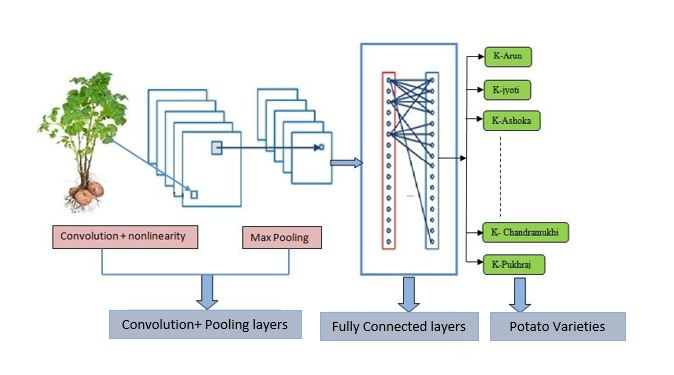 K-Arun
K-jyoti
K-Ashoka
K- Chandramukhi
K-Pukhraj
Convolution + nonlinearity
Max Pooling
Convolution+ Pooling layers
Fully Connected layers
Potato Varieties